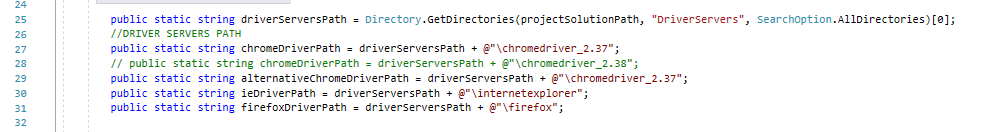 24
25 public static string driverServersPath = Directory.GetDirectories(projectSolutionPath, "DriverServers", SearchOption.AllDirectories)[0];
26 //DRIVER SERVERS PATH
27 public static string chromeDriverPath = driverServersPath + @"\chromedriver_2.37";
28 // public static string chromeDriverPath = driverServersPath + @"\chromedriver_2.38";
29 public static string alternativeChromeDriverPath = driverServersPath + @"\chromedriver_2.37";
30 public static string ieDriverPath = driverServersPath + @"\internetexplorer";
31 public static string firefoxDriverPath = driverServersPath + @"\firefox";
32